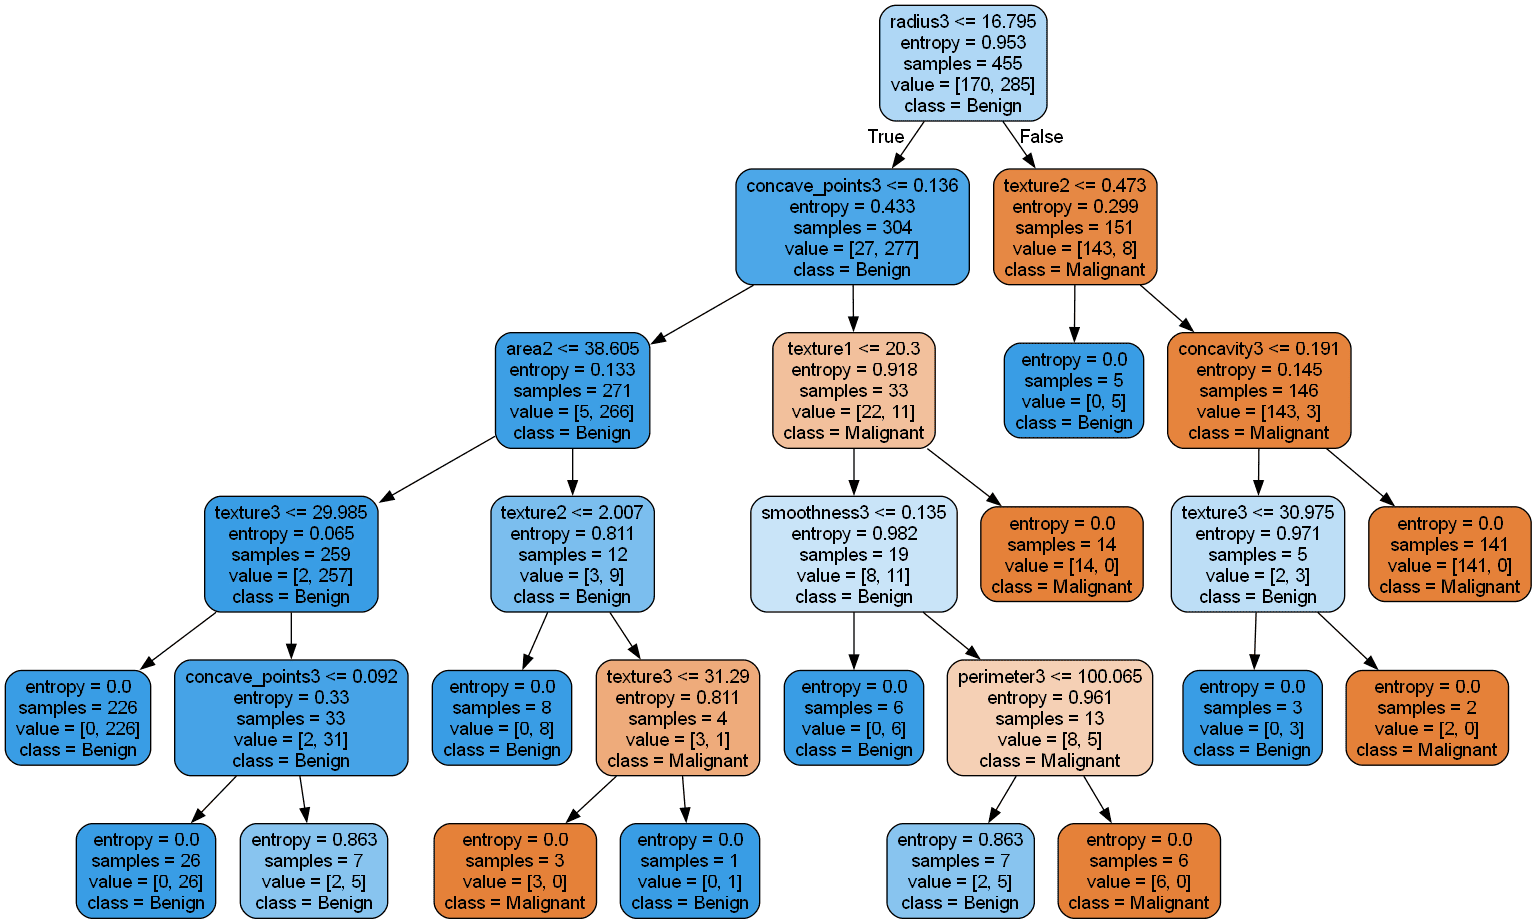 radius3 <= 16.795
entropy = 0.953
samples = 455
value = [170, 285]
class = Benign
True
False
concave_points3 <= 0.136
entropy = 0.433
samples = 304
value = [27, 277]
class = Benign
texture2 <= 0.473
entropy = 0.299
samples = 151
value = [143, 8]
class = Malignant
area2 <= 38.605
entropy = 0.133
samples = 271
value = [5, 266]
class = Benign
texture1 <= 20.3
entropy = 0.918
samples = 33
value = [22, 11]
class = Malignant
entropy = 0.0
samples = 5
value = [0, 5]
class = Benign
concavity3 <= 0.191
entropy = 0.145
samples = 146
value = [143, 3]
class = Malignant
texture3 <= 29.985
entropy = 0.065
samples = 259
value = [2, 257]
class = Benign
texture2 <= 2.007
entropy = 0.811
samples = 12
value = [3, 9]
class = Benign
smoothness3 <= 0.135
entropy = 0.982
samples = 19
value = [8, 11]
class = Benign
entropy = 0.0
samples = 14
value = [14, 0]
class = Malignant
texture3 <= 30.975
entropy = 0.971
samples = 5
value = [2, 3]
class = Benign
entropy = 0.0
samples = 141
value = [141, 0]
class = Malignant
entropy = 0.0
samples = 226
value = [0, 226]
class = Benign
concave_points3 <= 0.092
entropy = 0.33
samples = 33
value = [2, 31]
class = Benign
entropy = 0.0
samples = 8
value = [0, 8]
class = Benign
texture3 <= 31.29
entropy = 0.811
samples = 4
value = [3, 1]
class = Malignant
entropy = 0.0
samples = 6
value = [0, 6]
class = Benign
perimeter3 <= 100.065
entropy = 0.961
samples = 13
value = [8, 5]
class = Malignant
entropy = 0.0
samples = 3
value = [0, 3]
class = Benign
entropy = 0.0
samples = 2
value = [2, 0]
class = Malignant
entropy = 0.0
samples = 26
value = [0, 26]
class = Benign
entropy = 0.863
samples = 7
value = [2, 5]
class = Benign
entropy = 0.0
samples = 3
value = [3, 0]
class = Malignant
entropy = 0.0
samples = 1
value = [0, 1]
class = Benign
entropy = 0.863
samples = 7
value = [2, 5]
class = Benign
entropy = 0.0
samples = 6
value = [6, 0]
class = Malignant